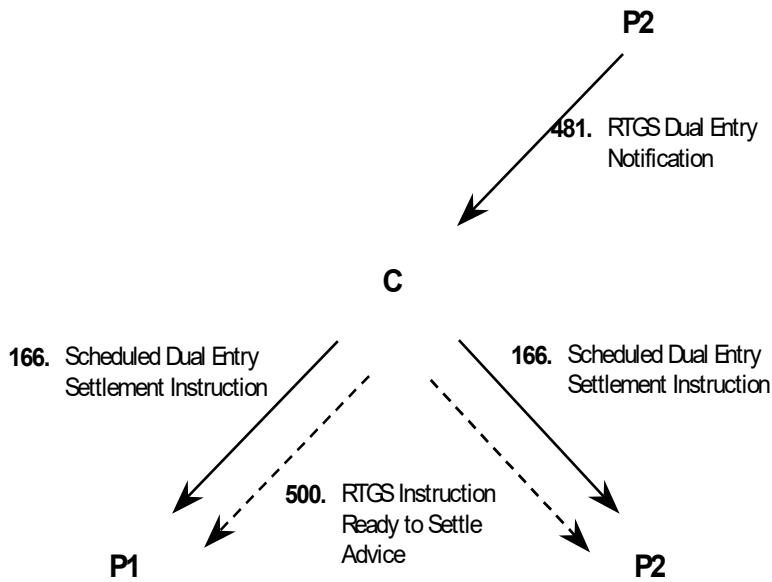 P2
481. RTGS Dual Entry
Notification
C
166. Scheduled Dual Entry
Settlement Instruction
166. Scheduled Dual Entry
Settlement Instruction
500. RTGS Instruction
Ready to Settle
Advice
P1
P2